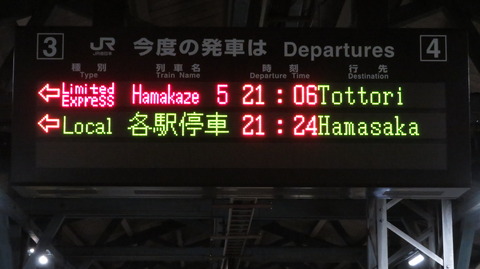 3 JR 今度の発車は Departures 4
種別 列車名 時刻 行先
Type Train Name Departure Time Destination
←Limited Express Hamakaze 5 21:06 Tottori
←Local 各駅停車 21:24 Hamasaka